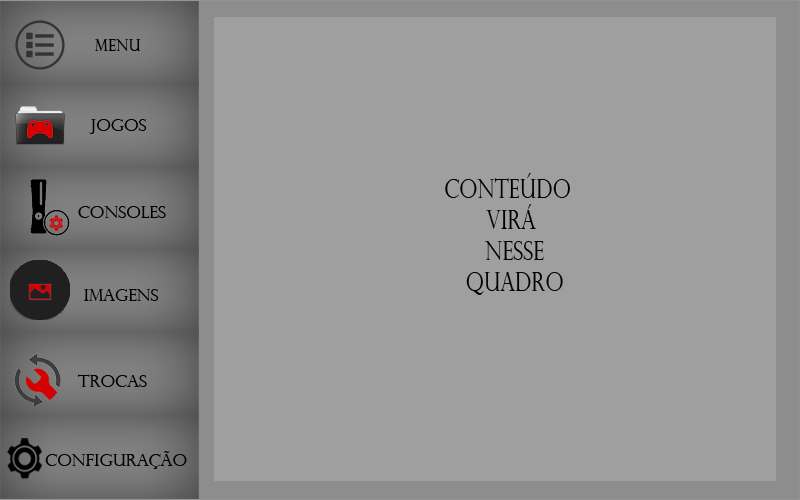 MENU
JOGOS
CONSOLES
IMAGENS
TROCAS
CONFIGURAÇÃO
CONTEÚDO
VIRÁ
NESSE
QUADRO